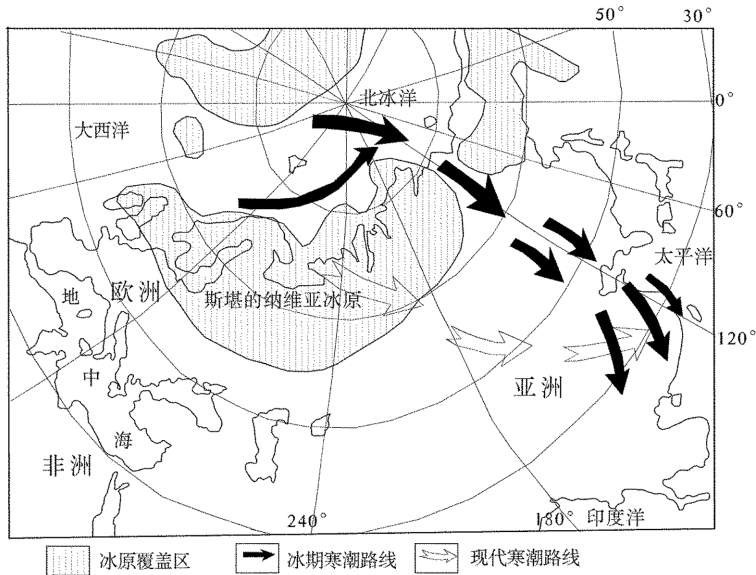 50° 30°
北冰洋
0°
大西洋
60°
太平洋
地 欧洲
斯堪的纳维亚冰原
120°
中
亚洲
海
非洲
240°
180° 印度洋
冰原覆盖区 冰期寒潮路线 现代寒潮路线